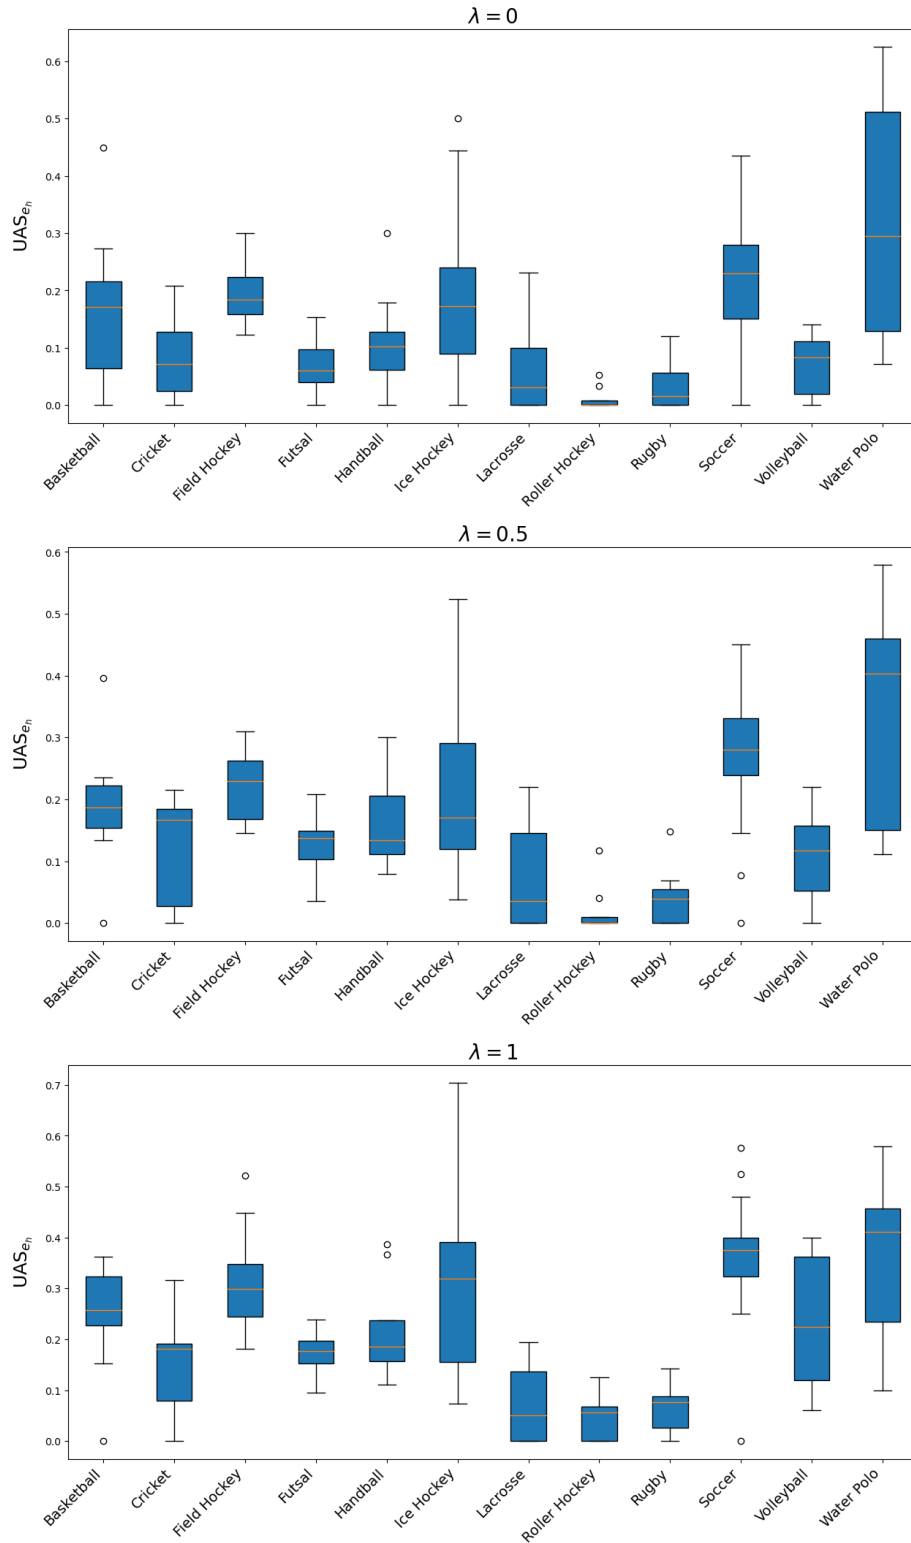 λ = 0
0.6
0.5
0.4
0.3
0.2
0.1
0.0
UAS_{e_h}
Basketball
Cricket
Field Hockey
Futsal
Handball
Ice Hockey
Lacrosse
Roller Hockey
Rugby
Soccer
Volleyball
Water Polo
λ = 0.5
0.6
0.5
0.4
0.3
0.2
0.1
0.0
UAS_{e_h}
Basketball
Cricket
Field Hockey
Futsal
Handball
Ice Hockey
Lacrosse
Roller Hockey
Rugby
Soccer
Volleyball
Water Polo
λ = 1
0.7
0.6
0.5
0.4
0.3
0.2
0.1
0.0
UAS_{e_h}
Basketball
Cricket
Field Hockey
Futsal
Handball
Ice Hockey
Lacrosse
Roller Hockey
Rugby
Soccer
Volleyball
Water Polo